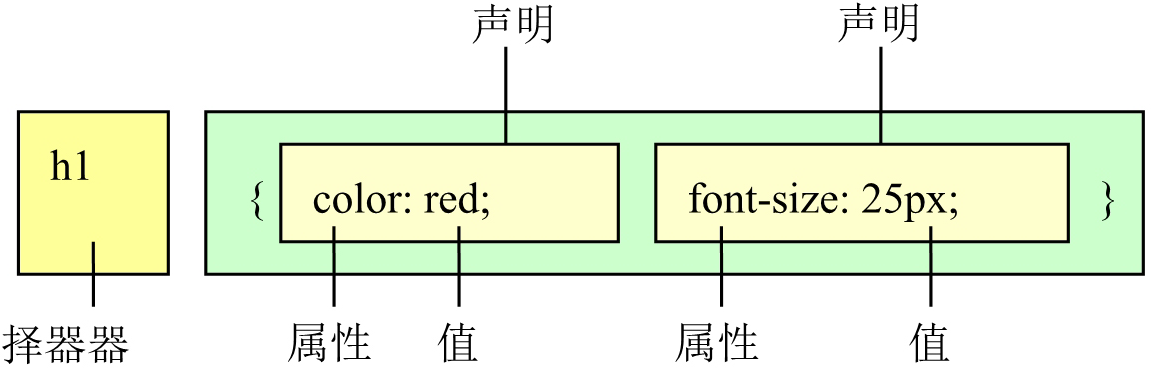 声明 声明
h1
{ color: red; font-size: 25px; }
择器器 属性 值 属性 值